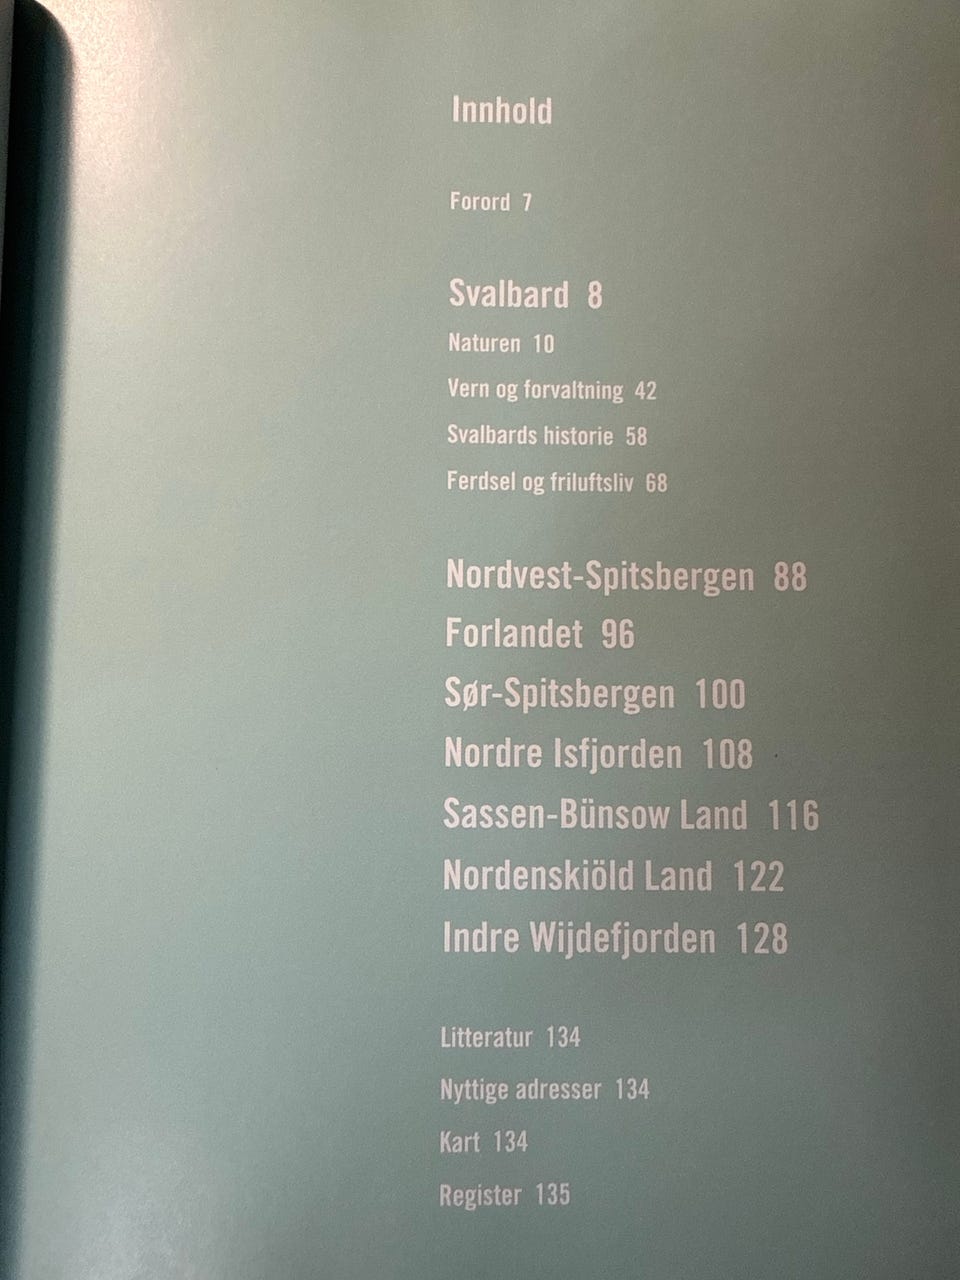 Innhold
Forord 7
Svalbard 8
Naturen 10
Vern og forvaltning 42
Svalbards historie 58
Ferdsel og friluftsliv 68
Nordvest-Spitsbergen 88
Forlandet 96
Sør-Spitsbergen 100
Nordre Isfjorden 108
Sassen-Bünsow Land 116
Nordenskiöld Land 122
Indre Wijdefjorden 128
Litteratur 134
Nyttige adresser 134
Kart 134
Register 135